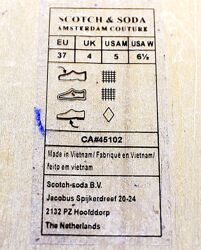 SCOTCH & SODA
AMSTERDAM COUTURE
EU UK USA M USA W
37 4 5 6½
CA#45102
Made in Vietnam/ Fabriqué en Vietnam/
feito em vietnam
Scotch-soda B.V.
Jacobus Spijkerdreef 20-24
2132 PZ Hoofddorp
The Netherlands